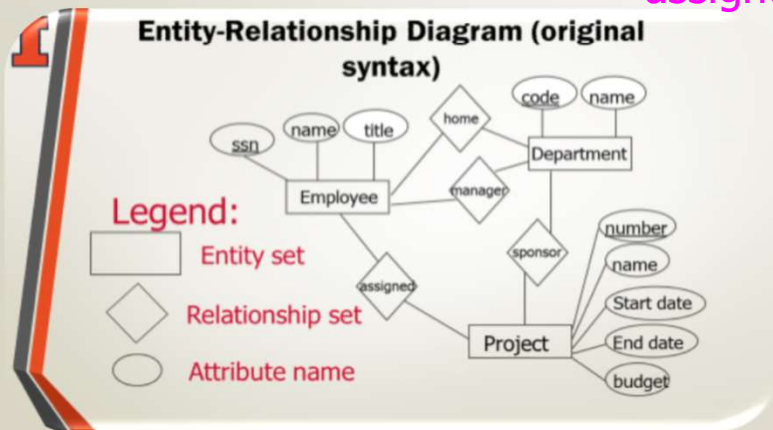 Entity-Relationship Diagram (original
syntax)
code name
home
name title
ssn
Department
manager
Employee
Legend:
number
Entity set
sponsor
name
assigned
Start date
Relationship set
Project
End date
Attribute name
budget